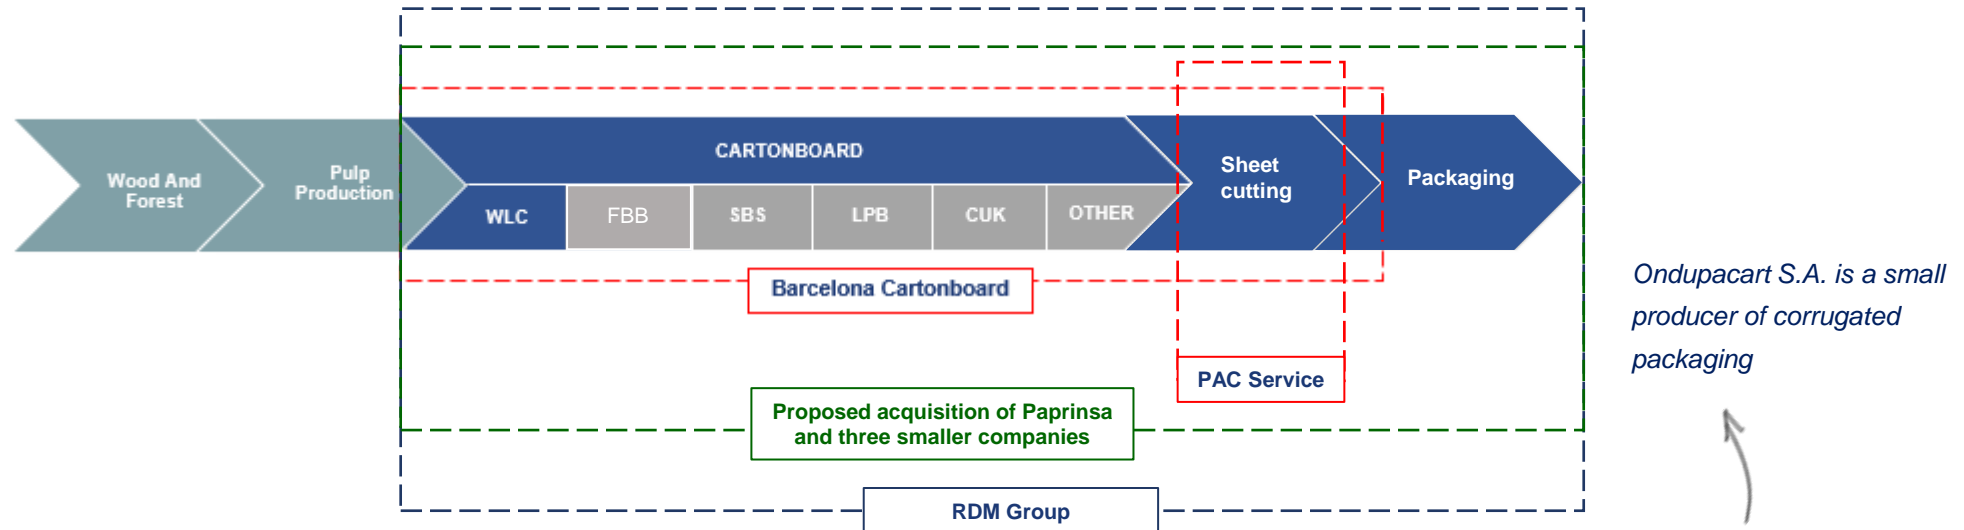 Wood And
Forest
Pulp
Production
CARTONBOARD
WLC
FBB
SBS
LPB
CUK
OTHER
Sheet
cutting
Packaging
Barcelona Cartonboard
PAC Service
Proposed acquisition of Paprinsa
and three smaller companies
RDM Group
Ondupacart S.A. is a small
producer of corrugated
packaging